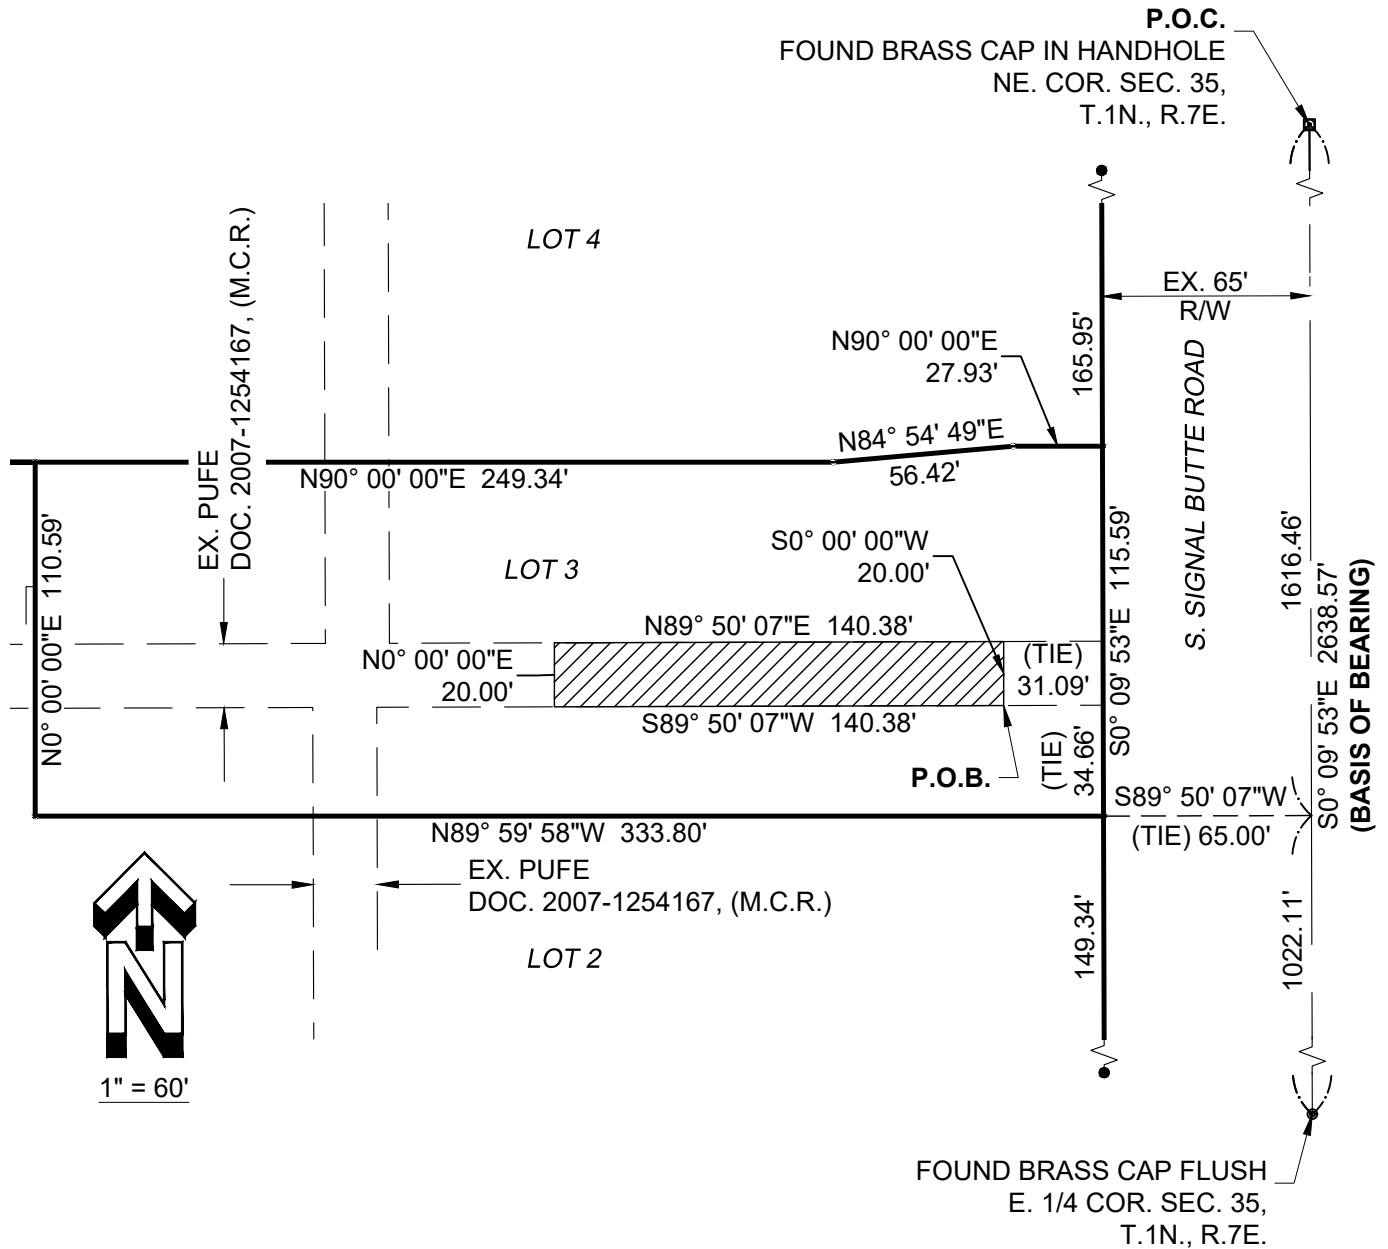 P.O.C.
FOUND BRASS CAP IN HANDHOLE
NE. COR. SEC. 35,
T.1N., R.7E.
LOT 4
EX. PUFE
DOC. 2007-1254167, (M.C.R.)
EX. 65'
R/W
165.95'
S. SIGNAL BUTTE ROAD
N90° 00' 00"E
27.93'
N84° 54' 49"E
56.42'
N90° 00' 00"E 249.34'
N0° 00' 00"E 110.59'
LOT 3
S0° 00' 00"W
20.00'
S0° 09' 53"E 115.59'
1616.46'
S0° 09' 53"E 2638.57'
(BASIS OF BEARING)
N89° 50' 07"E 140.38'
N0° 00' 00"E
20.00'
(TIE)
31.09'
S89° 50' 07"W 140.38'
P.O.B.
(TIE)
34.66'
S89° 50' 07"W
(TIE) 65.00'
N89° 59' 58"W 333.80'
EX. PUFE
DOC. 2007-1254167, (M.C.R.)
LOT 2
149.34'
1022.11'
N
1" = 60'
FOUND BRASS CAP FLUSH
E. 1/4 COR. SEC. 35,
T.1N., R.7E.